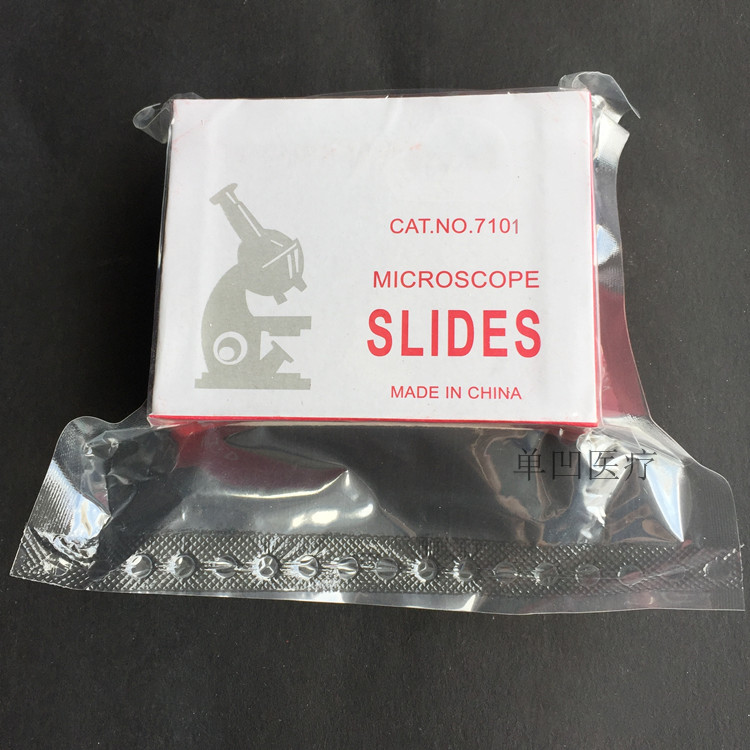 CAT.NO.7101
MICROSCOPE
SLIDES
MADE IN CHINA
单凹医疗